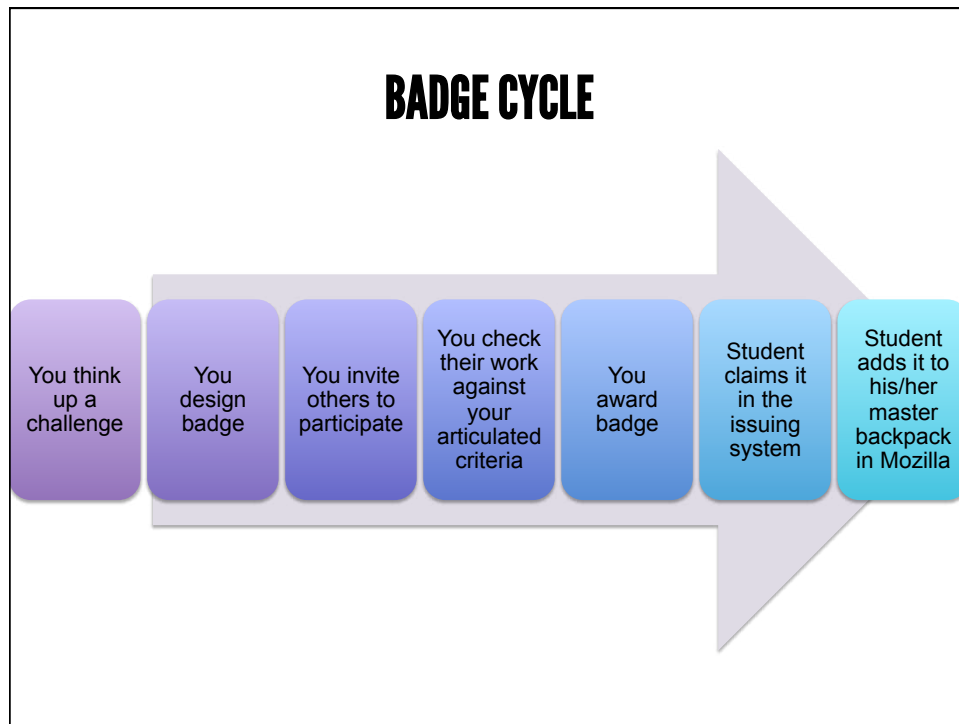 BADGE CYCLE
You think
up a
challenge
You
design
badge
You invite
others to
participate
You check
their work
against
your
articulated
criteria
You
award
badge
Student
claims it
in the
issuing
system
Student
adds it to
his/her
master
backpack
in Mozilla